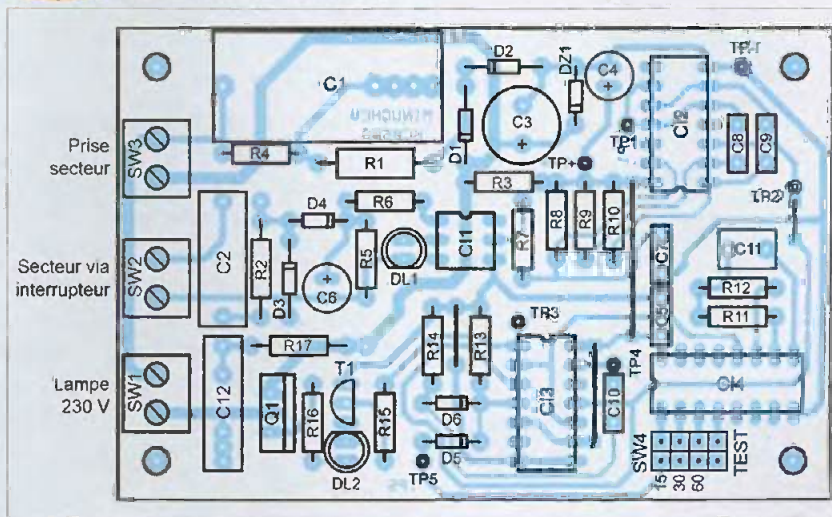 Prise
secteur
SW3
Secteur via
interrupteur
SW2
Lampe
230 V
SW1
C1
R4
R1
D2
DZ1
C4
C3
D1
TP+
TP1
CI2
C8
C9
TP2
R3
R6
D4
R5
DL1
CI1
R7
R8
R9
R10
C7
C5
C11
R12
R11
C2
R2
D3
C6
R17
C12
Q1
R16
T1
DL2
R15
R14
R13
TP3
CI3
D6
D5
TP5
TP4
C10
CI4
SW4
15
30
60
TEST